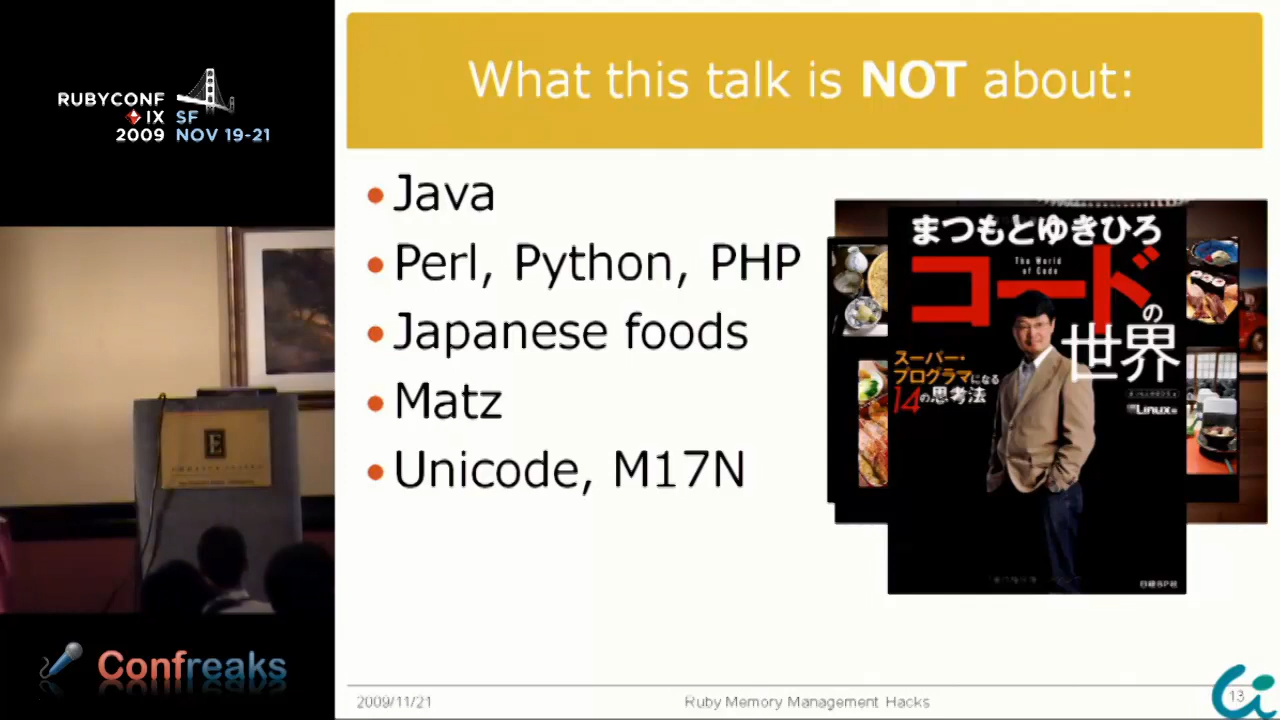 RUBYCONF
IX SF
2009 NOV 19-21
What this talk is NOT about:
Java
Perl, Python, PHP
Japanese foods
Matz
Unicode, M17N
まつもとゆきひろ
The World
of Code
コードの
世界
スーパー・
プログラマになる
14の思考法
日経Linux
日経BP社
E
Confreaks
2009/11/21
Ruby Memory Management Hacks
13